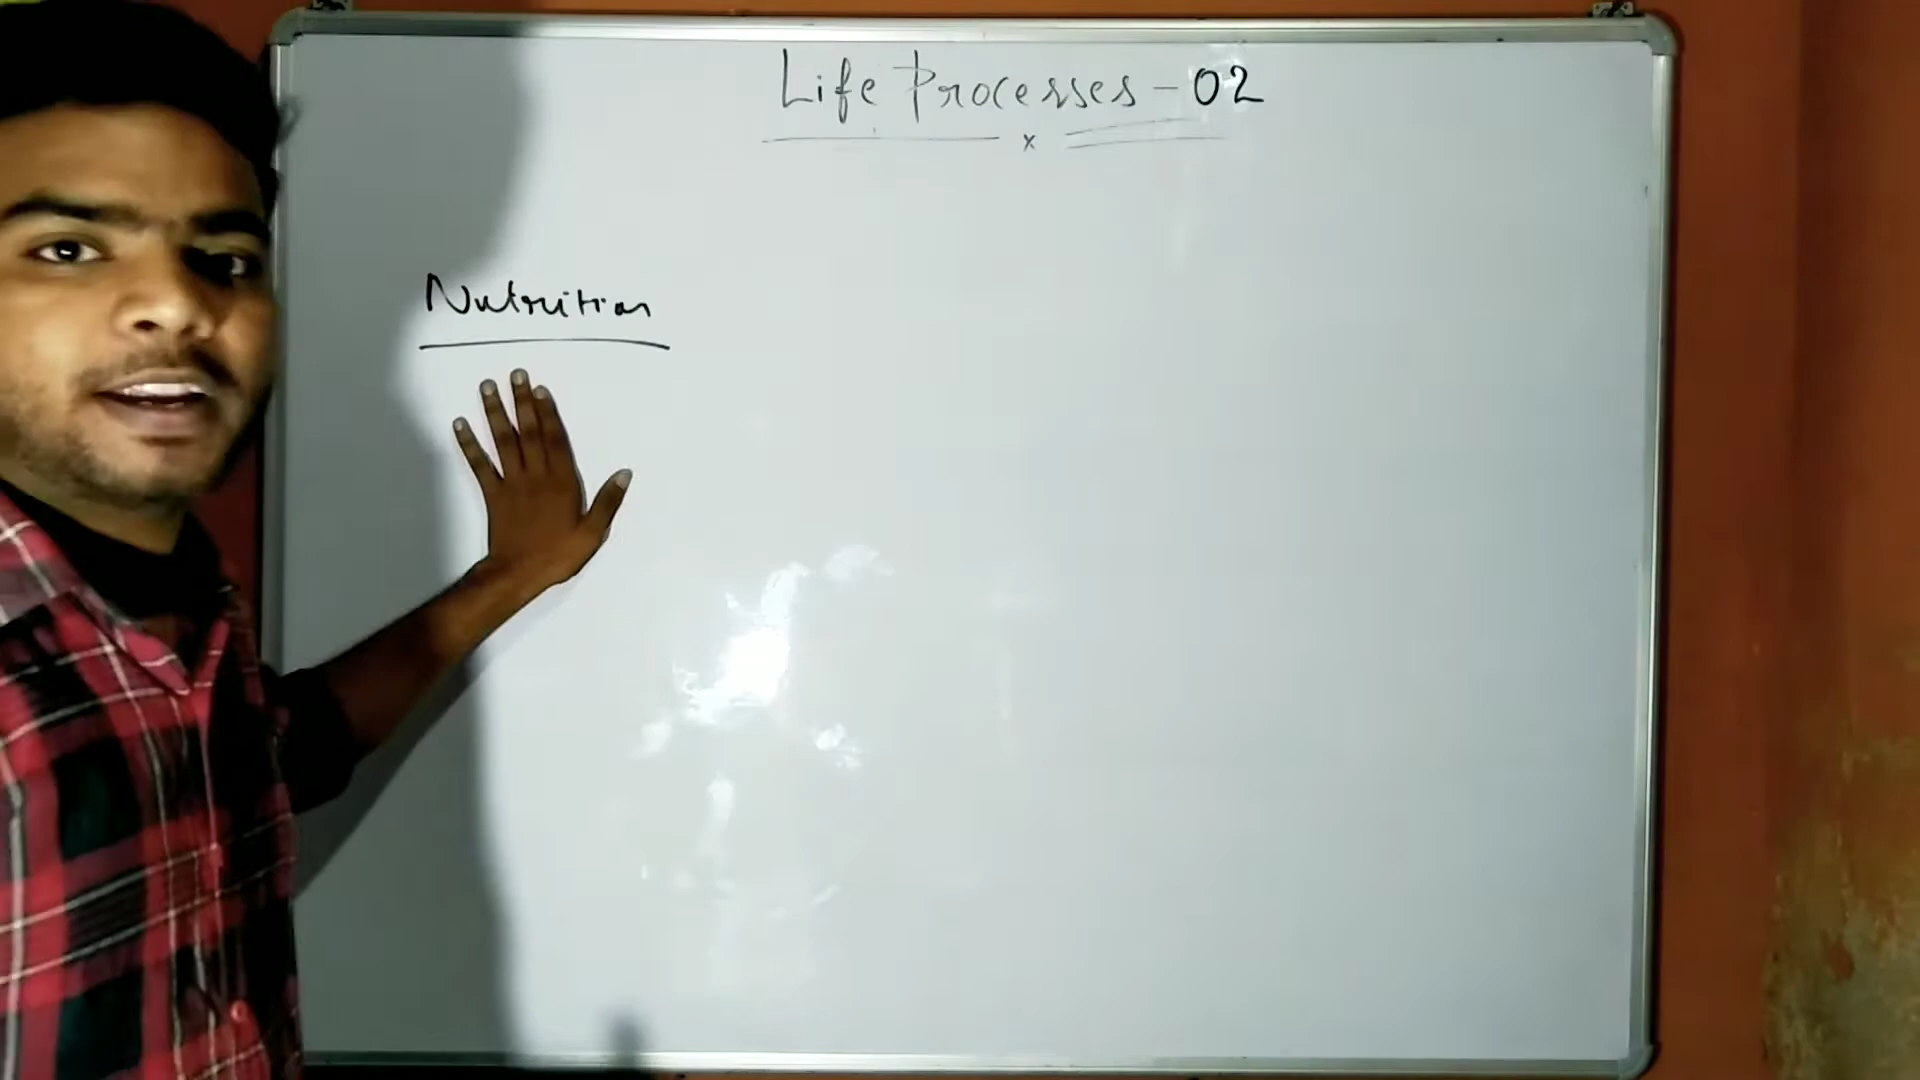 Life Processes - 02
x
Nutrition